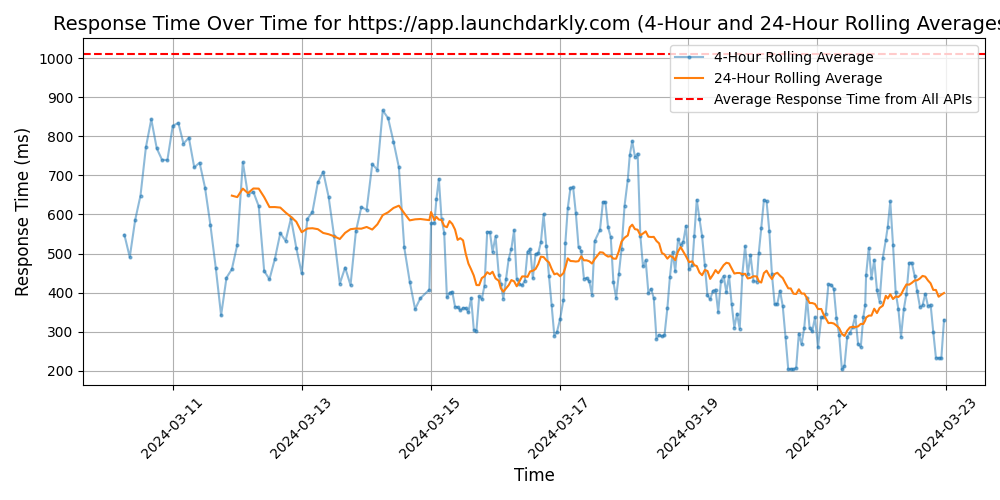 Response Time Over Time for https://app.launchdarkly.com (4-Hour and 24-Hour Rolling Averages
4-Hour Rolling Average
24-Hour Rolling Average
Average Response Time from All APIs
Response Time (ms)
1000
900
800
700
600
500
400
300
200
2024-03-11
2024-03-13
2024-03-15
2024-03-17
2024-03-19
2024-03-21
2024-03-23
Time